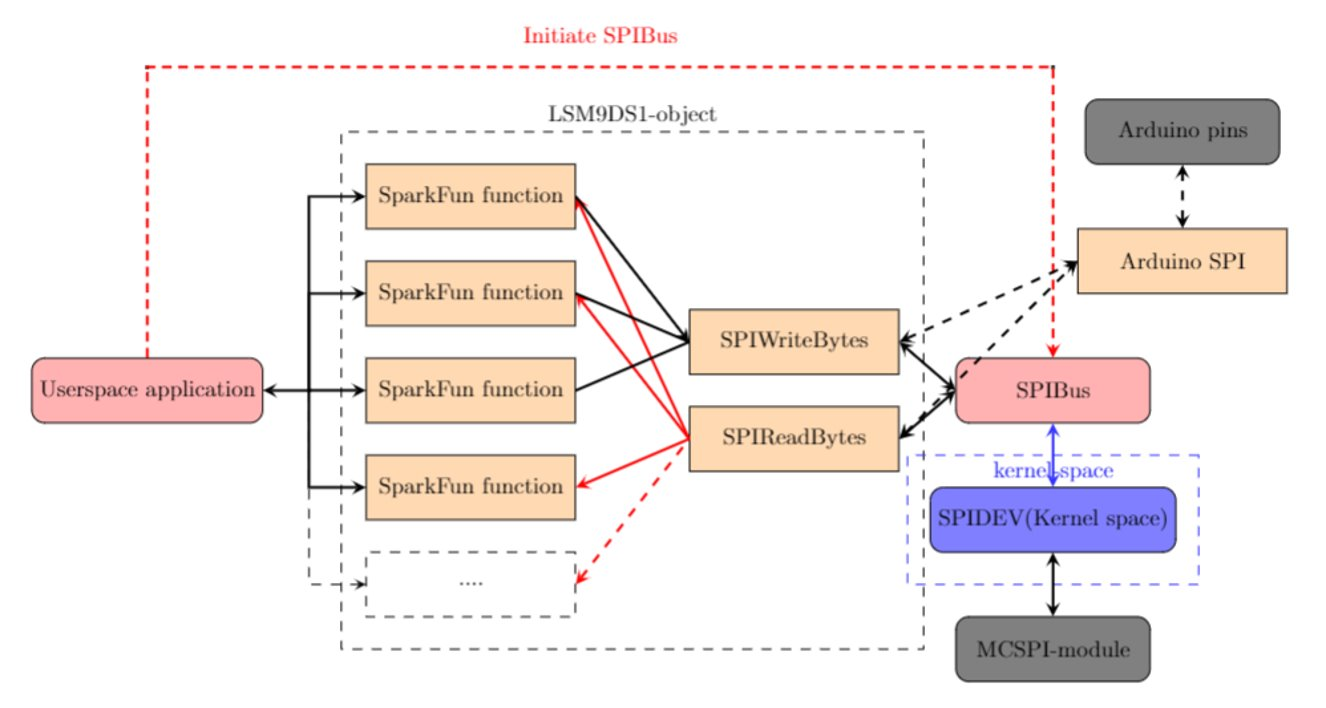 Initiate SPIBus
LSM9DS1-object
Arduino pins
SparkFun function
Arduino SPI
SparkFun function
SPIWriteBytes
Userspace application
SparkFun function
SPIBus
SPIReadBytes
kernel-space
SparkFun function
SPIDEV(Kernel space)
....
MCSPI-module